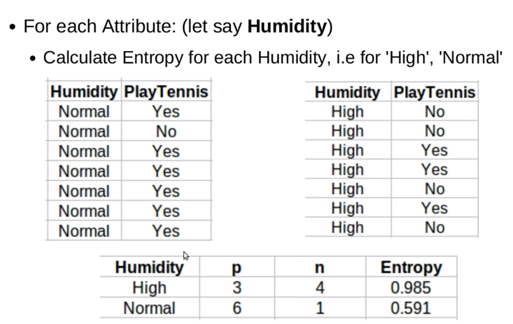 • For each Attribute: (let say Humidity)
• Calculate Entropy for each Humidity, i.e for 'High', 'Normal'
Humidity PlayTennis
Normal Yes
Normal No
Normal Yes
Normal Yes
Normal Yes
Normal Yes
Normal Yes
Humidity PlayTennis
High No
High No
High Yes
High Yes
High No
High Yes
High No
Humidity p n Entropy
High 3 4 0.985
Normal 6 1 0.591